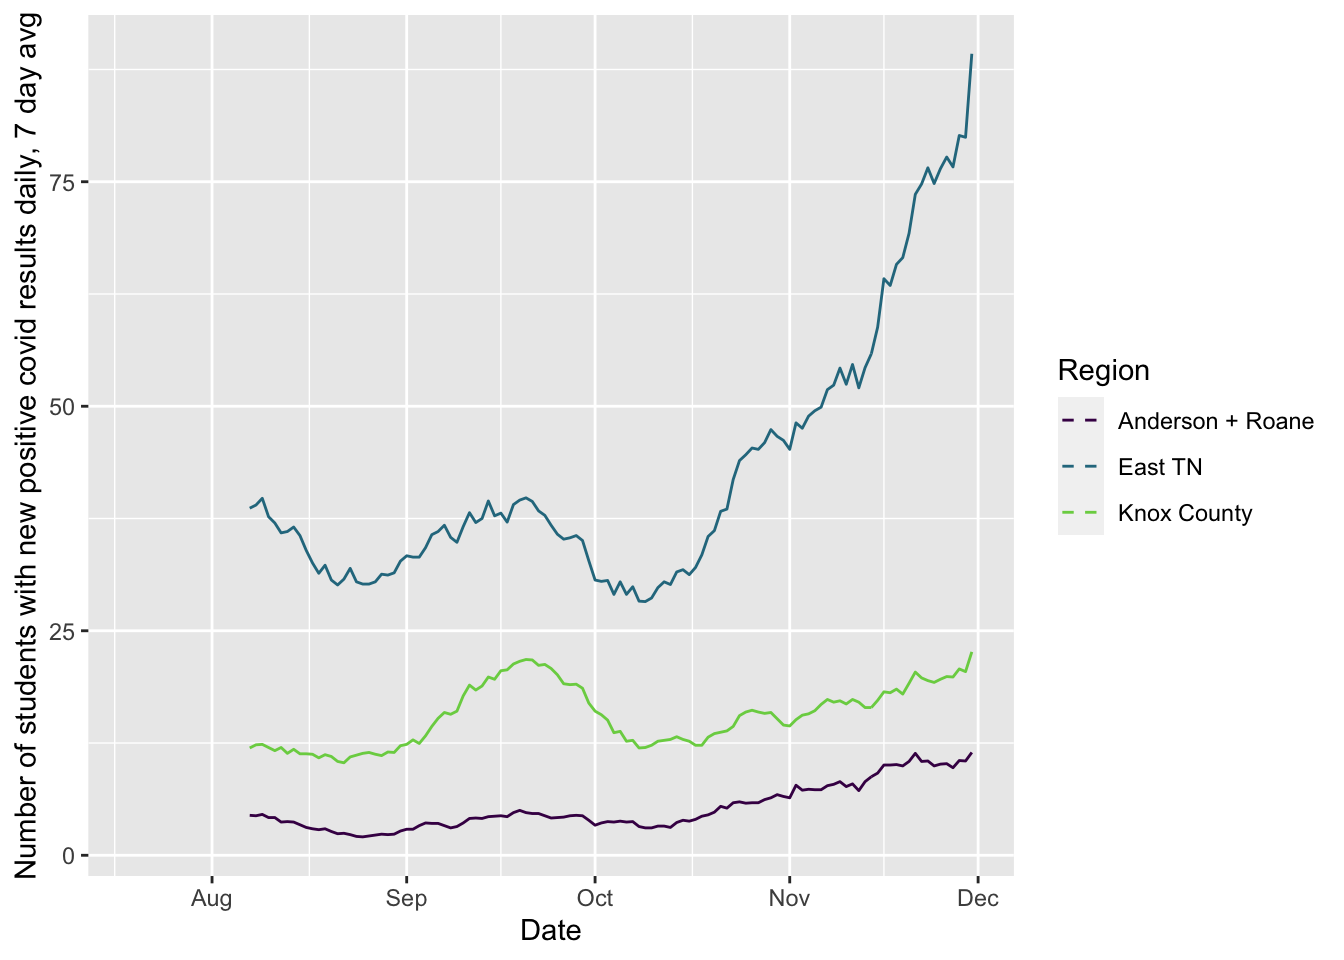 Number of students with new positive covid results daily, 7 day avg
75
50
25
0
Aug
Sep
Oct
Nov
Dec
Date
Region
Anderson + Roane
East TN
Knox County